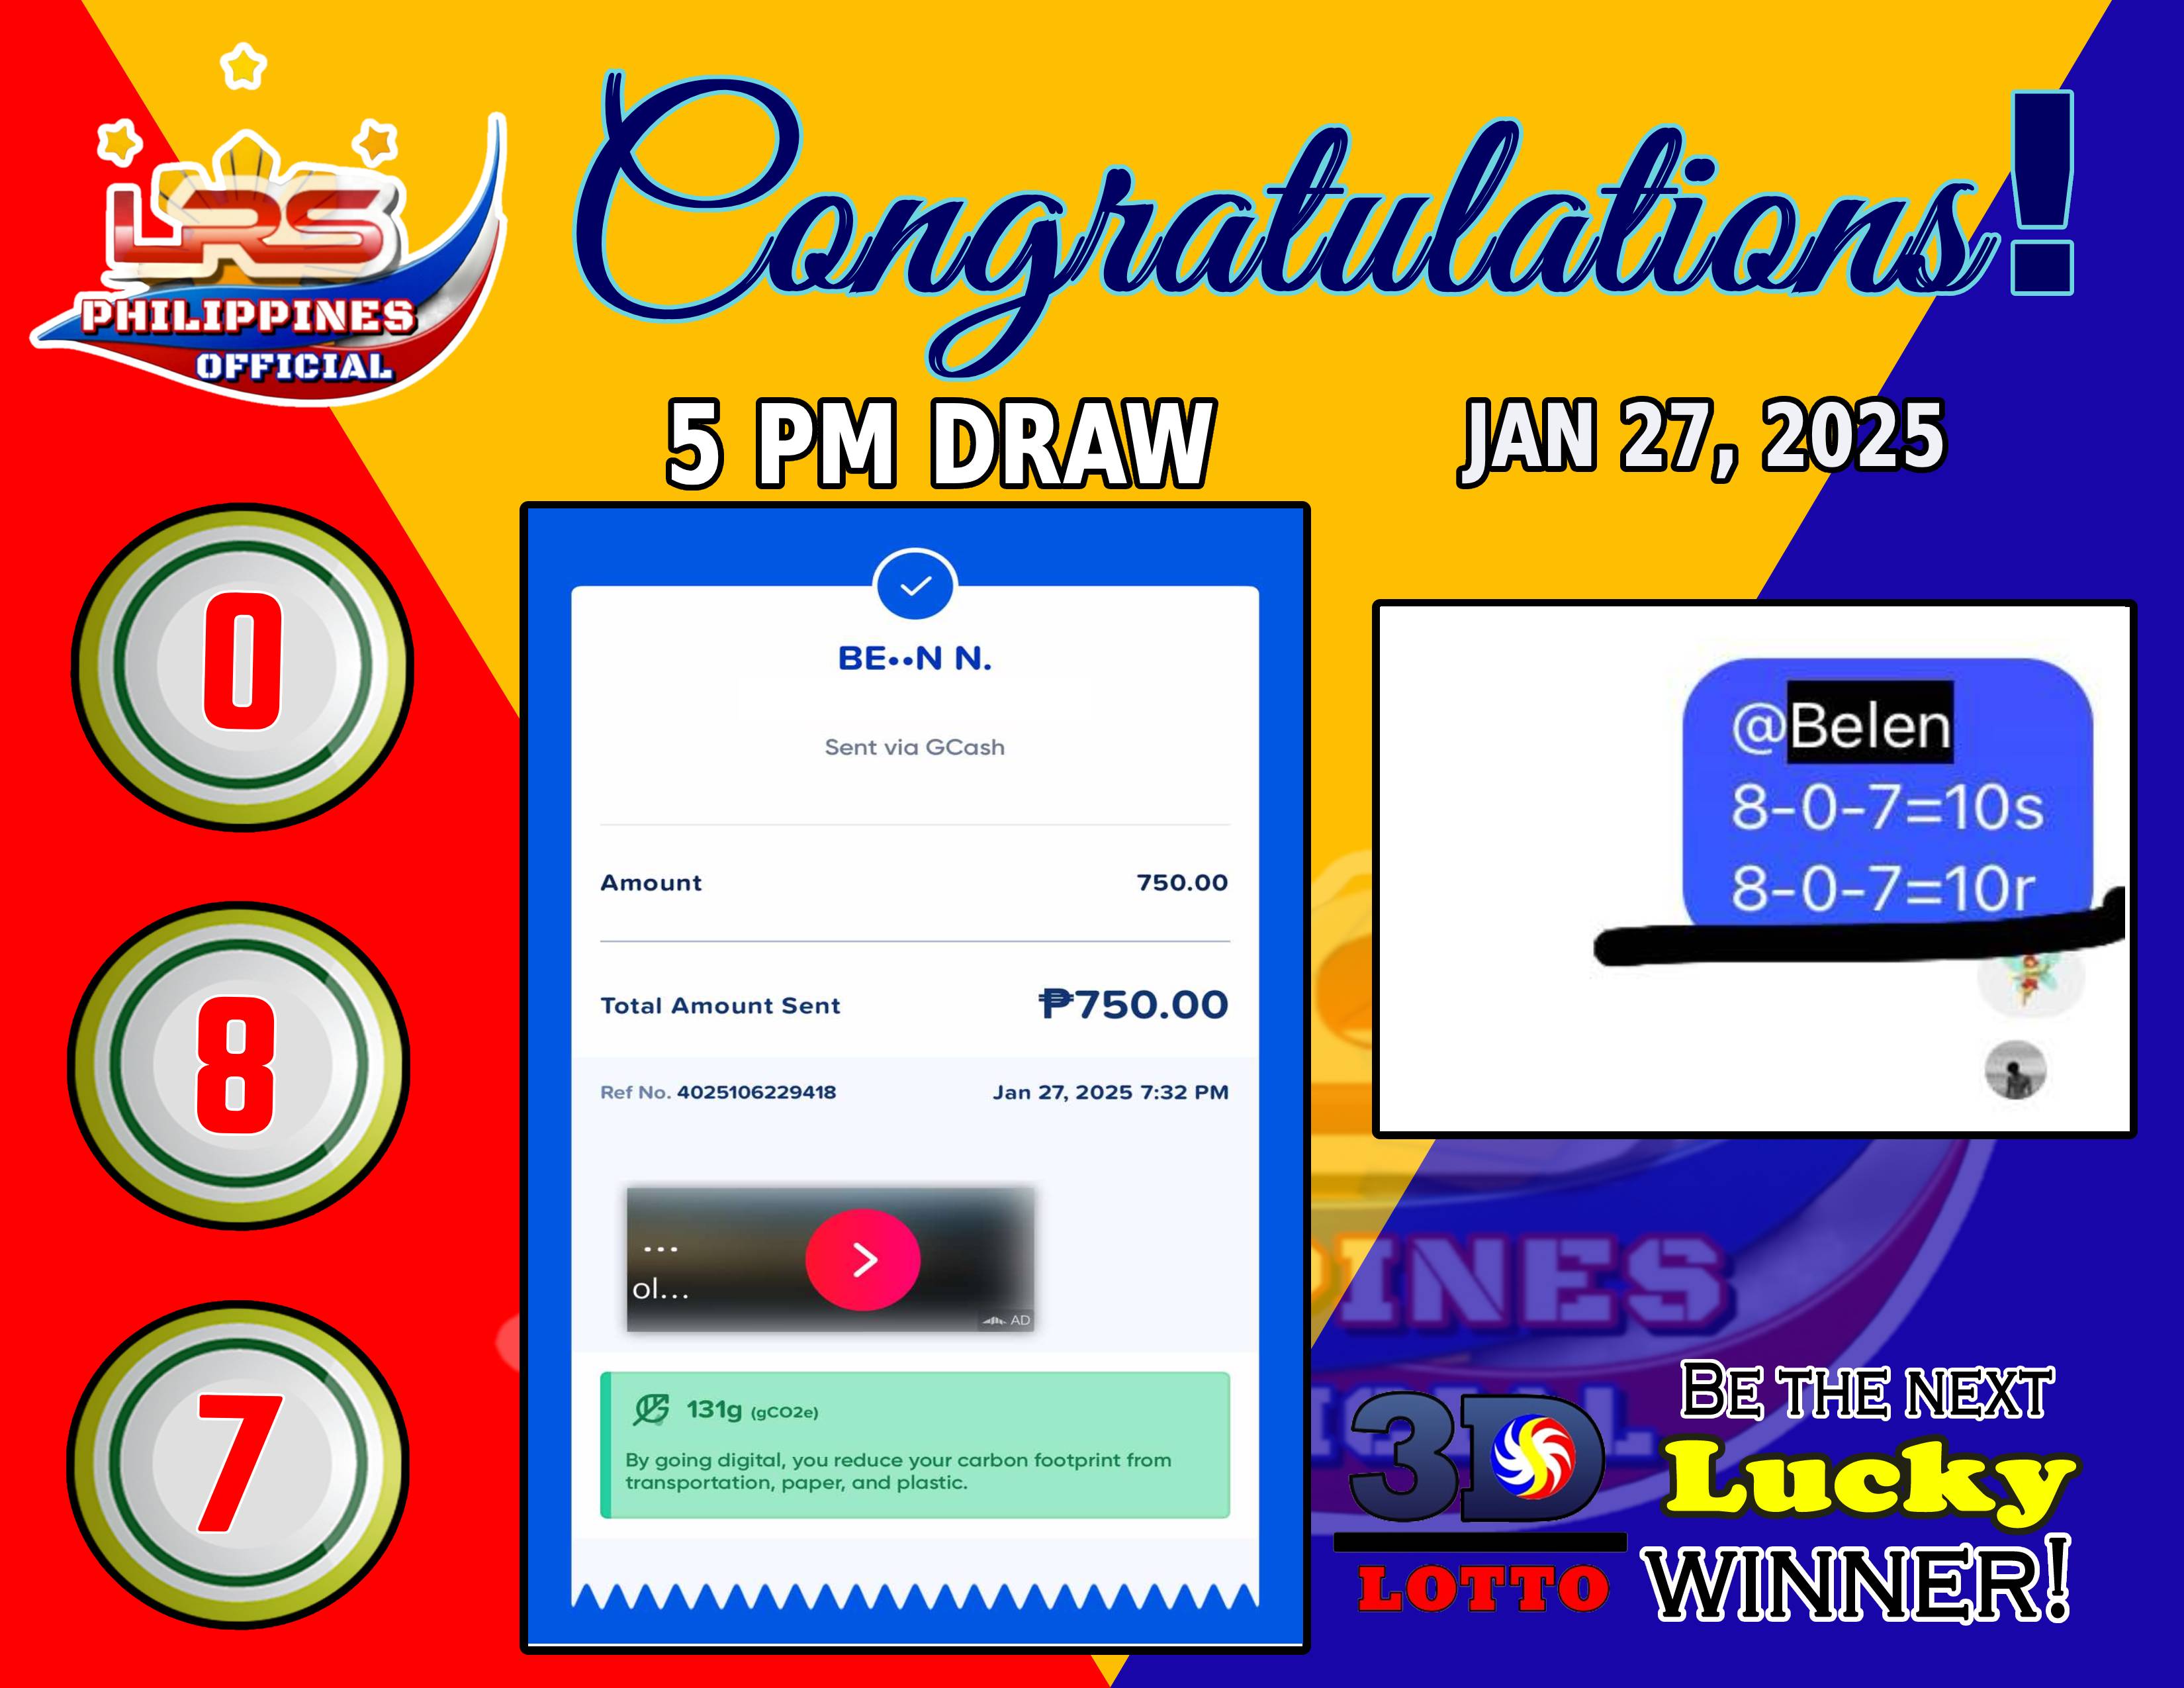 LRS
PHILIPPINES
OFFICIAL
Congratulations!
5 PM DRAW
JAN 27, 2025
0
8
7
BE••N N.
Sent via GCash
Amount 750.00
Total Amount Sent ₱750.00
Ref No. 4025106229418 Jan 27, 2025 7:32 PM
...
ol...
AD
131g (gCO2e)
By going digital, you reduce your carbon footprint from
transportation, paper, and plastic.
@Belen
8-0-7=10s
8-0-7=10r
PINES
3D
LOTTO
BE THE NEXT
Lucky
WINNER!